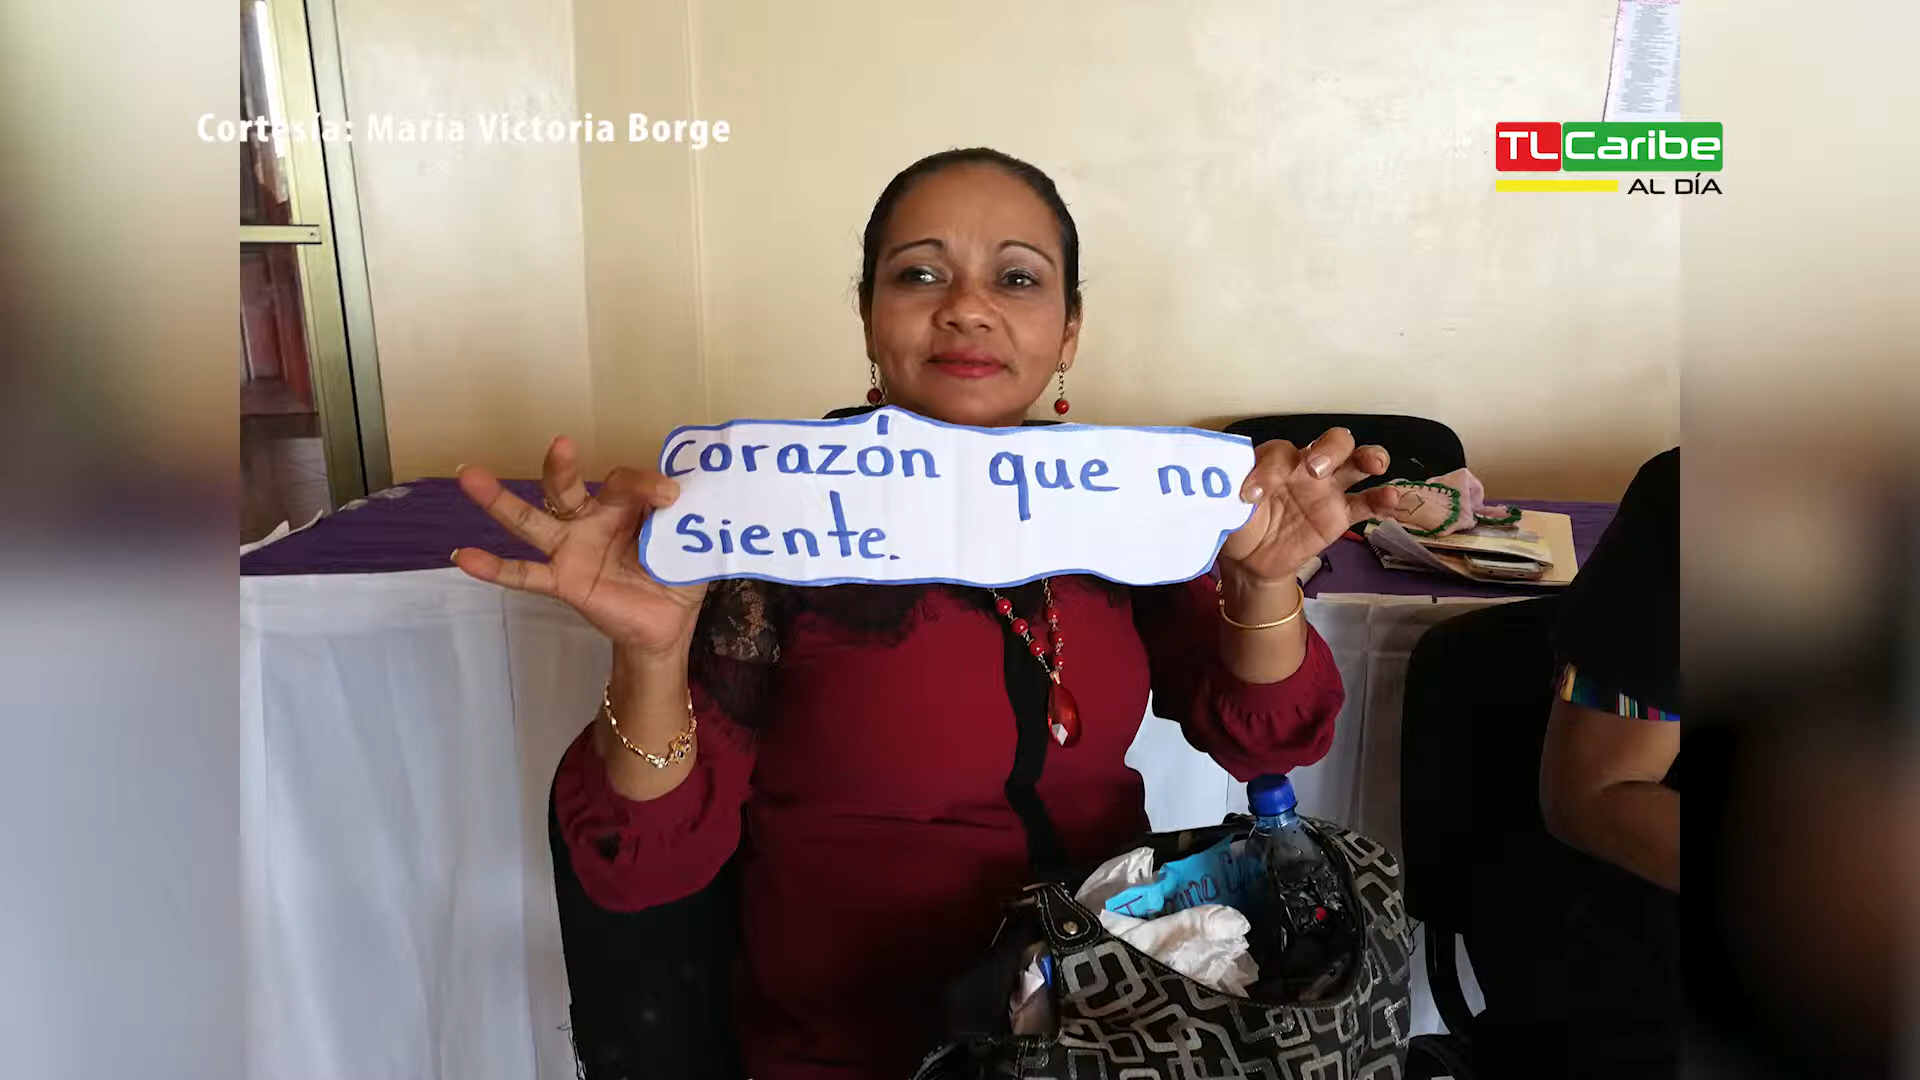 Cortesía: María Victoria Borge
TLCaribe
AL DÍA
corazón que no
siente.